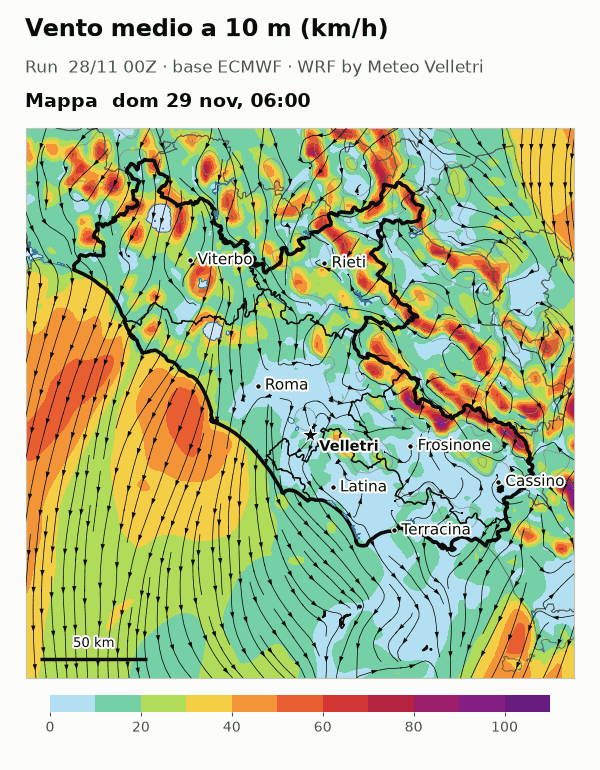 Vento medio a 10 m (km/h)
Run  28/11 00Z · base ECMWF · WRF by Meteo Velletri
Mappa  dom 29 nov, 06:00
Viterbo
Rieti
Roma
Velletri
Frosinone
Latina
Cassino
Terracina
50 km
0 20 40 60 80 100